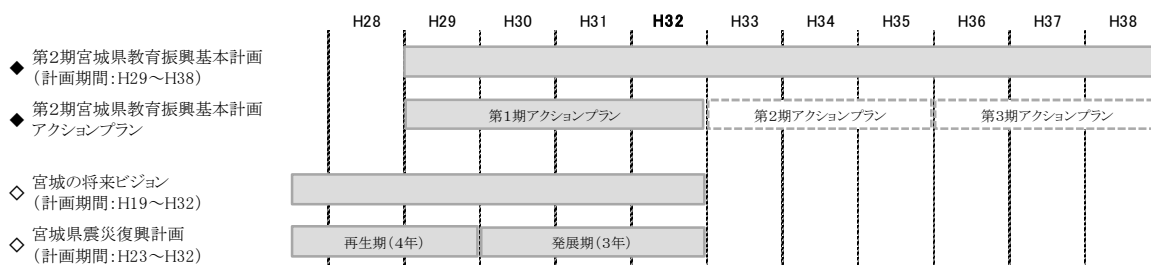 H28 H29 H30 H31 H32 H33 H34 H35 H36 H37 H38
◆ 第2期宮城県教育振興基本計画
(計画期間:H29～H38)
◆ 第2期宮城県教育振興基本計画
アクションプラン
第1期アクションプラン 第2期アクションプラン 第3期アクションプラン
◇ 宮城の将来ビジョン
(計画期間:H19～H32)
◇ 宮城県震災復興計画
(計画期間:H23～H32)
再生期(4年) 発展期(3年)